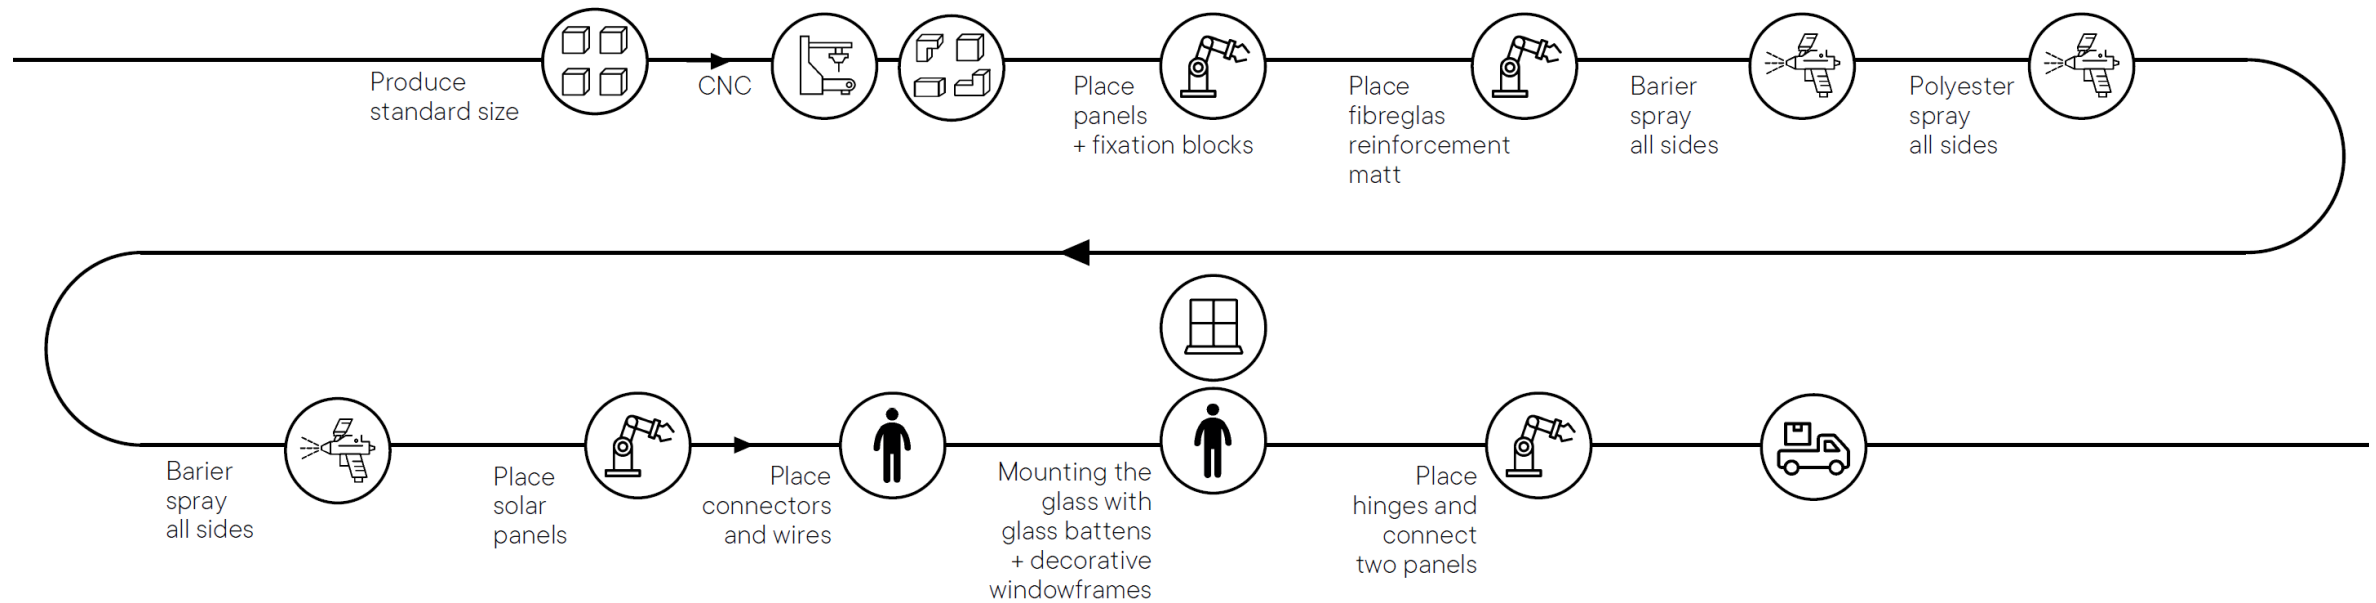 Produce
standard size
CNC
Place
panels
+ fixation blocks
Place
fibreglas
reinforcement
matt
Barier
spray
all sides
Polyester
spray
all sides
Barier
spray
all sides
Place
solar
panels
Place
connectors
and wires
Mounting the
glass with
glass battens
+ decorative
windowframes
Place
hinges and
connect
two panels